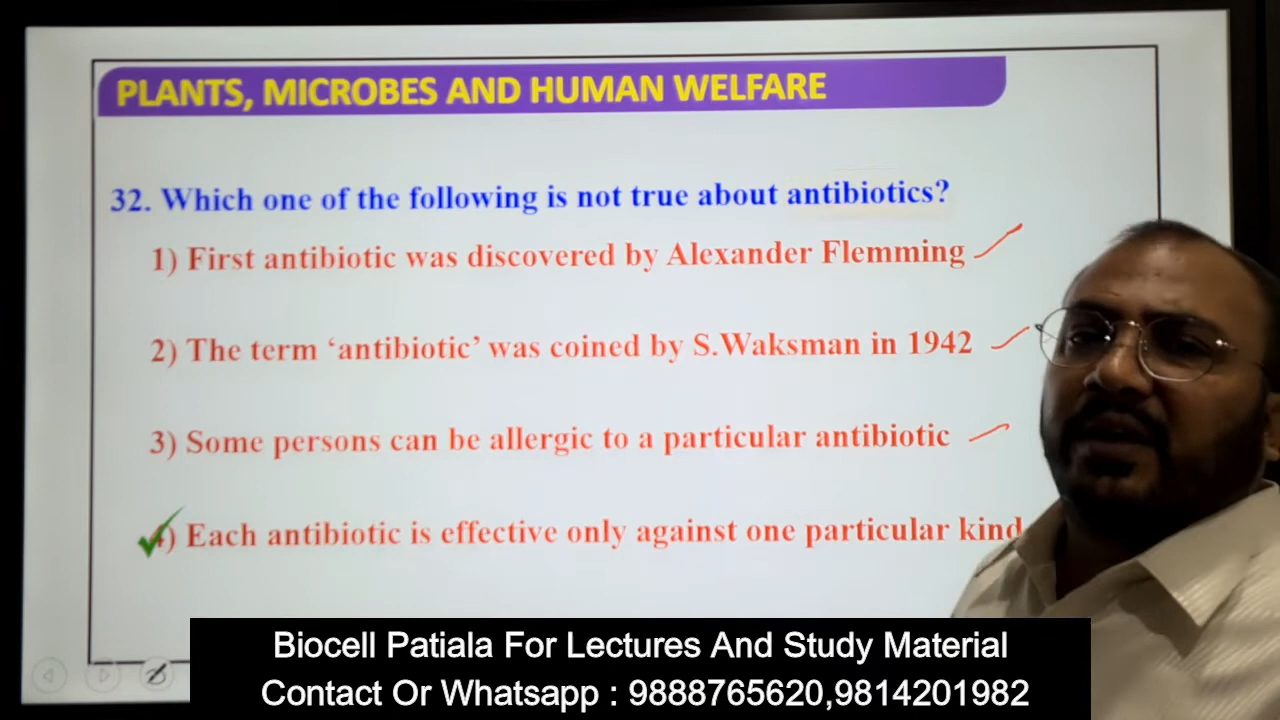 PLANTS, MICROBES AND HUMAN WELFARE
32. Which one of the following is not true about antibiotics?
1) First antibiotic was discovered by Alexander Flemming
2) The term ‘antibiotic’ was coined by S.Waksman in 1942
3) Some persons can be allergic to a particular antibiotic
4) Each antibiotic is effective only against one particular kind
Biocell Patiala For Lectures And Study Material
Contact Or Whatsapp : 9888765620,9814201982